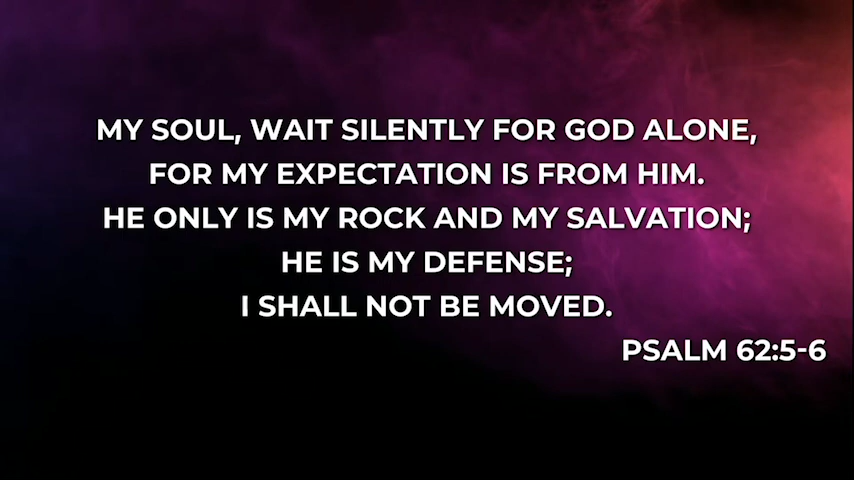 MY SOUL, WAIT SILENTLY FOR GOD ALONE,
FOR MY EXPECTATION IS FROM HIM.
HE ONLY IS MY ROCK AND MY SALVATION;
HE IS MY DEFENSE;
I SHALL NOT BE MOVED.
PSALM 62:5-6